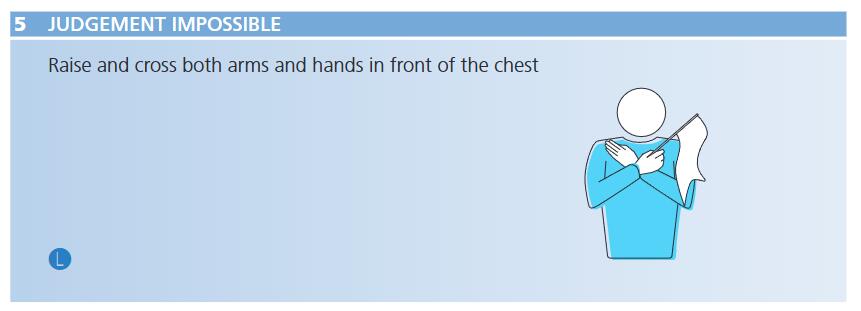 5 JUDGEMENT IMPOSSIBLE
Raise and cross both arms and hands in front of the chest
L